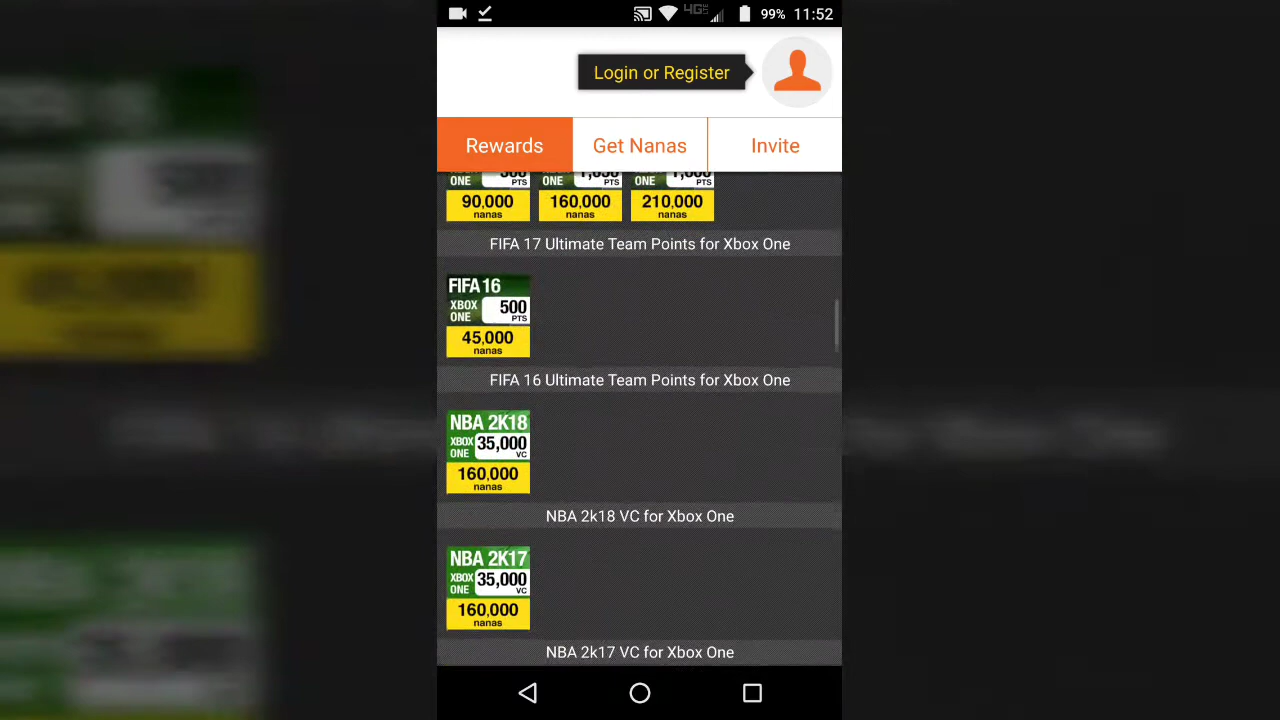 4G LTE 99% 11:52
Login or Register
Rewards Get Nanas Invite
ONE PTS ONE PTS ONE PTS
90,000 160,000 210,000
nanas nanas nanas
FIFA 17 Ultimate Team Points for Xbox One
FIFA 16
XBOX ONE 500 PTS
45,000
nanas
FIFA 16 Ultimate Team Points for Xbox One
NBA 2K18
XBOX ONE 35,000 VC
160,000
nanas
NBA 2k18 VC for Xbox One
NBA 2K17
XBOX ONE 35,000 VC
160,000
nanas
NBA 2k17 VC for Xbox One